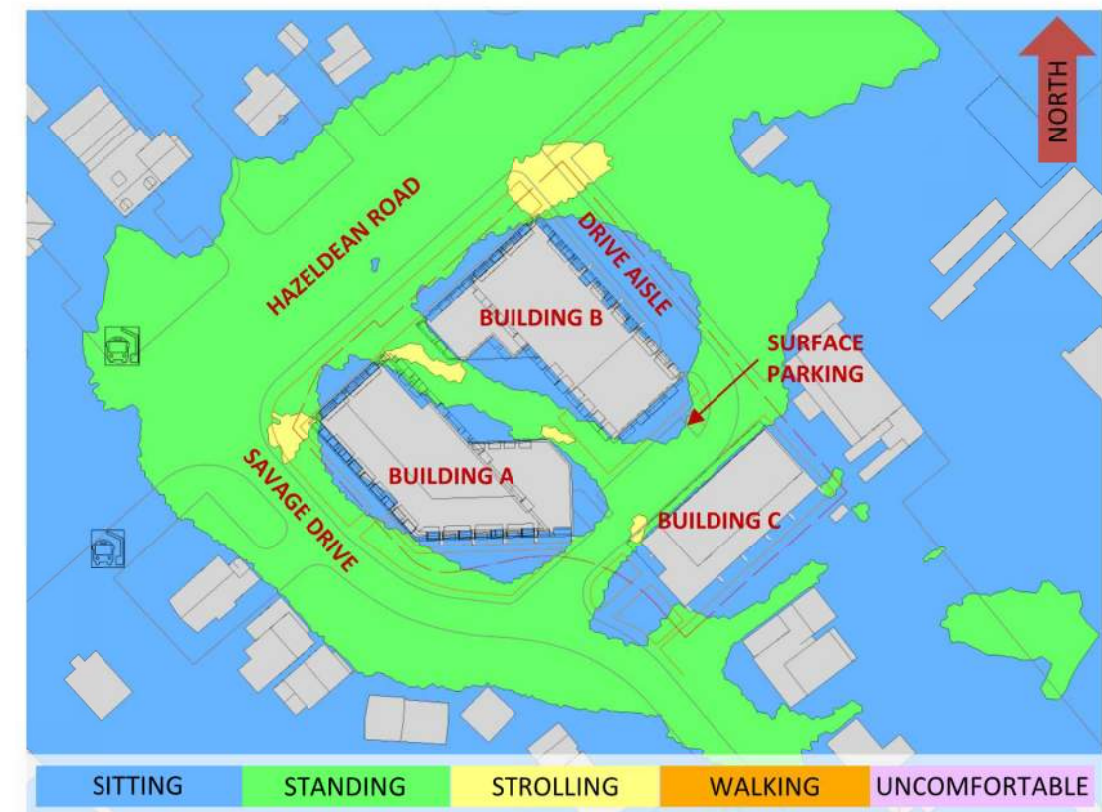 NORTH
HAZELDEAN ROAD
DRIVE AISLE
BUILDING B
SURFACE
PARKING
BUILDING A
SAVAGE DRIVE
BUILDING C
SITTING
STANDING
STROLLING
WALKING
UNCOMFORTABLE